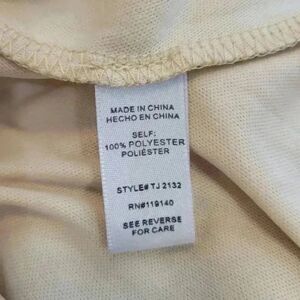 MADE IN CHINA
HECHO EN CHINA
SELF:
100% POLYESTER
POLIÉSTER
STYLE# TJ 2132
RN#119140
SEE REVERSE
FOR CARE